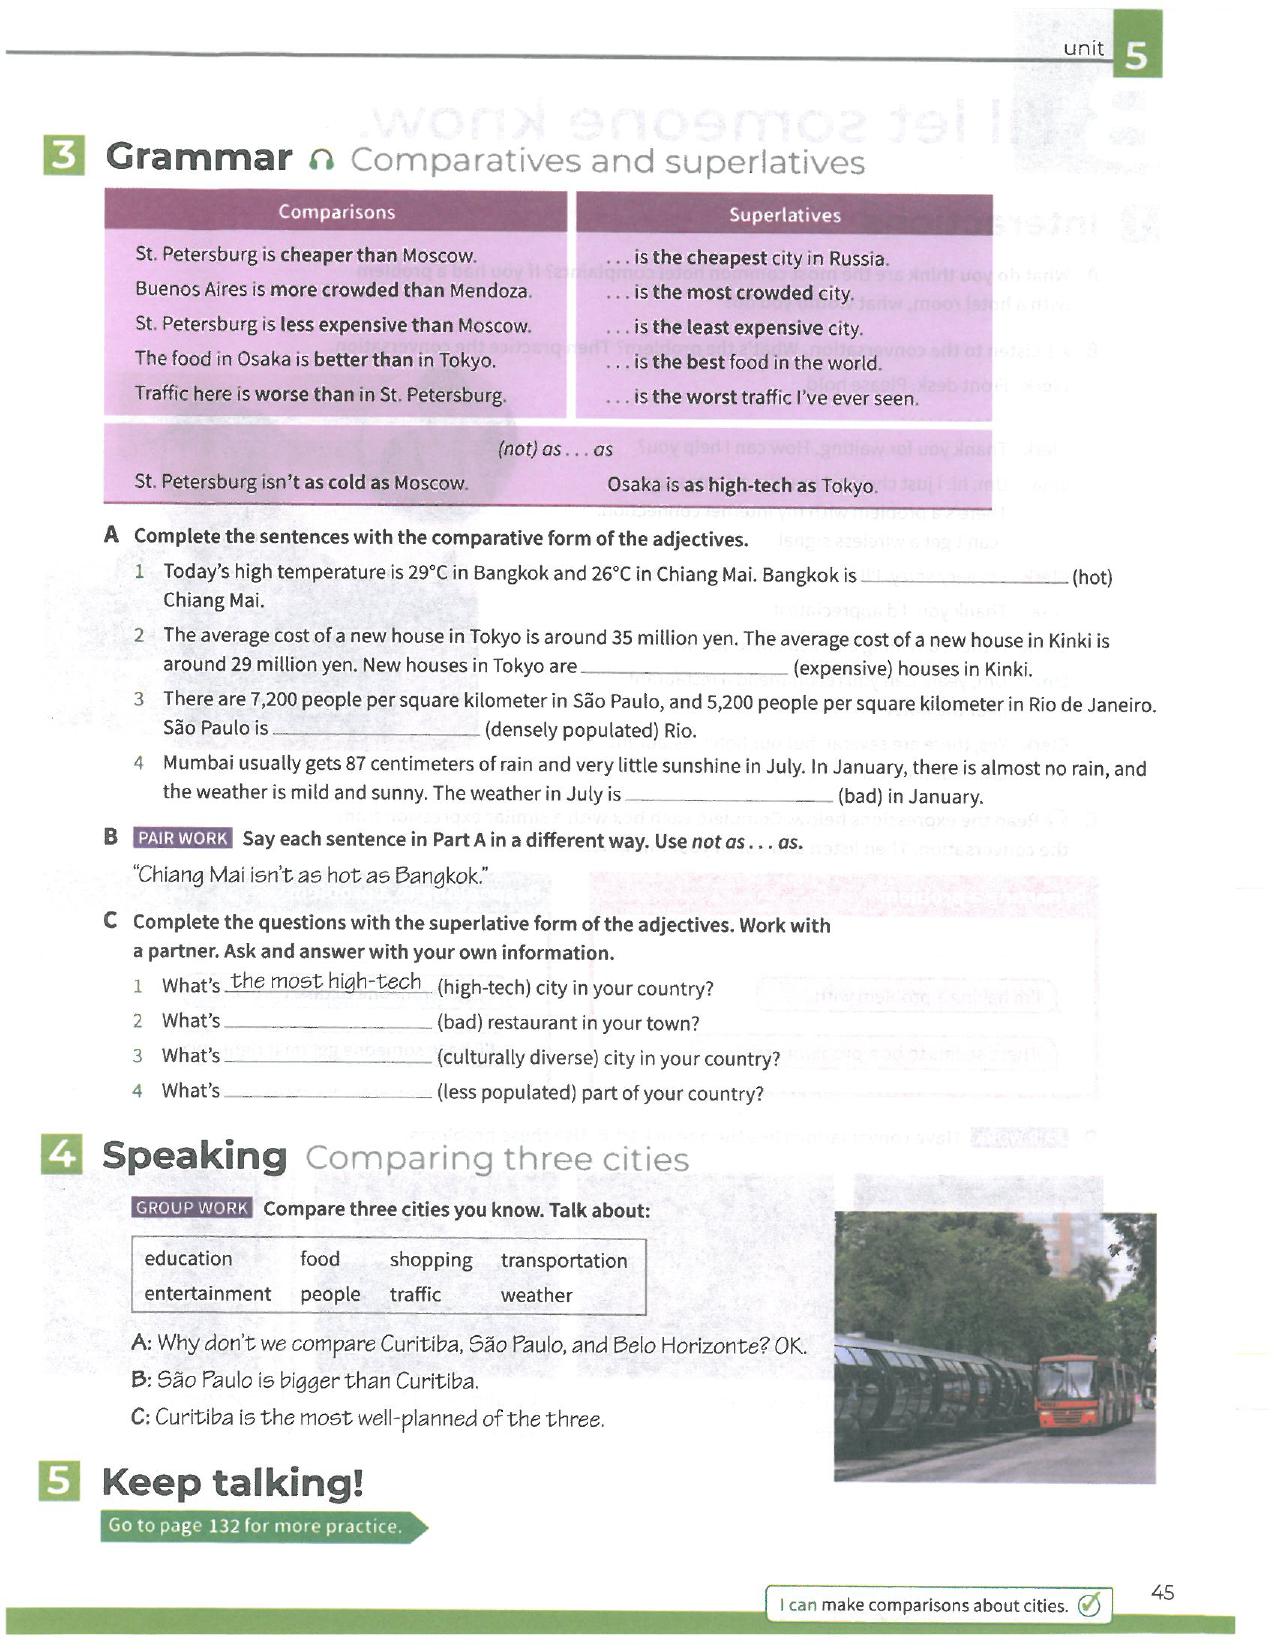 unit 5
3 Grammar Comparatives and superlatives
Comparisons
St. Petersburg is cheaper than Moscow.
Buenos Aires is more crowded than Mendoza.
St. Petersburg is less expensive than Moscow.
The food in Osaka is better than in Tokyo.
Traffic here is worse than in St. Petersburg.
Superlatives
... is the cheapest city in Russia.
... is the most crowded city.
... is the least expensive city.
... is the best food in the world.
... is the worst traffic I've ever seen.
(not) as ... as
St. Petersburg isn't as cold as Moscow.
Osaka is as high-tech as Tokyo.
A Complete the sentences with the comparative form of the adjectives.
1 Today's high temperature is 29°C in Bangkok and 26°C in Chiang Mai. Bangkok is ____________ (hot)
Chiang Mai.
2 The average cost of a new house in Tokyo is around 35 million yen. The average cost of a new house in Kinki is
around 29 million yen. New houses in Tokyo are ____________ (expensive) houses in Kinki.
3 There are 7,200 people per square kilometer in São Paulo, and 5,200 people per square kilometer in Rio de Janeiro.
São Paulo is ____________ (densely populated) Rio.
4 Mumbai usually gets 87 centimeters of rain and very little sunshine in July. In January, there is almost no rain, and
the weather is mild and sunny. The weather in July is ____________ (bad) in January.
B PAIR WORK Say each sentence in Part A in a different way. Use not as ... as.
"Chiang Mai isn't as hot as Bangkok."
C Complete the questions with the superlative form of the adjectives. Work with
a partner. Ask and answer with your own information.
1 What's the most high-tech (high-tech) city in your country?
2 What's ____________ (bad) restaurant in your town?
3 What's ____________ (culturally diverse) city in your country?
4 What's ____________ (less populated) part of your country?
4 Speaking Comparing three cities
GROUP WORK Compare three cities you know. Talk about:
education food shopping transportation
entertainment people traffic weather
A: Why don't we compare Curitiba, São Paulo, and Belo Horizonte? OK.
B: São Paulo is bigger than Curitiba.
C: Curitiba is the most well-planned of the three.
5 Keep talking!
Go to page 132 for more practice.
I can make comparisons about cities.
45